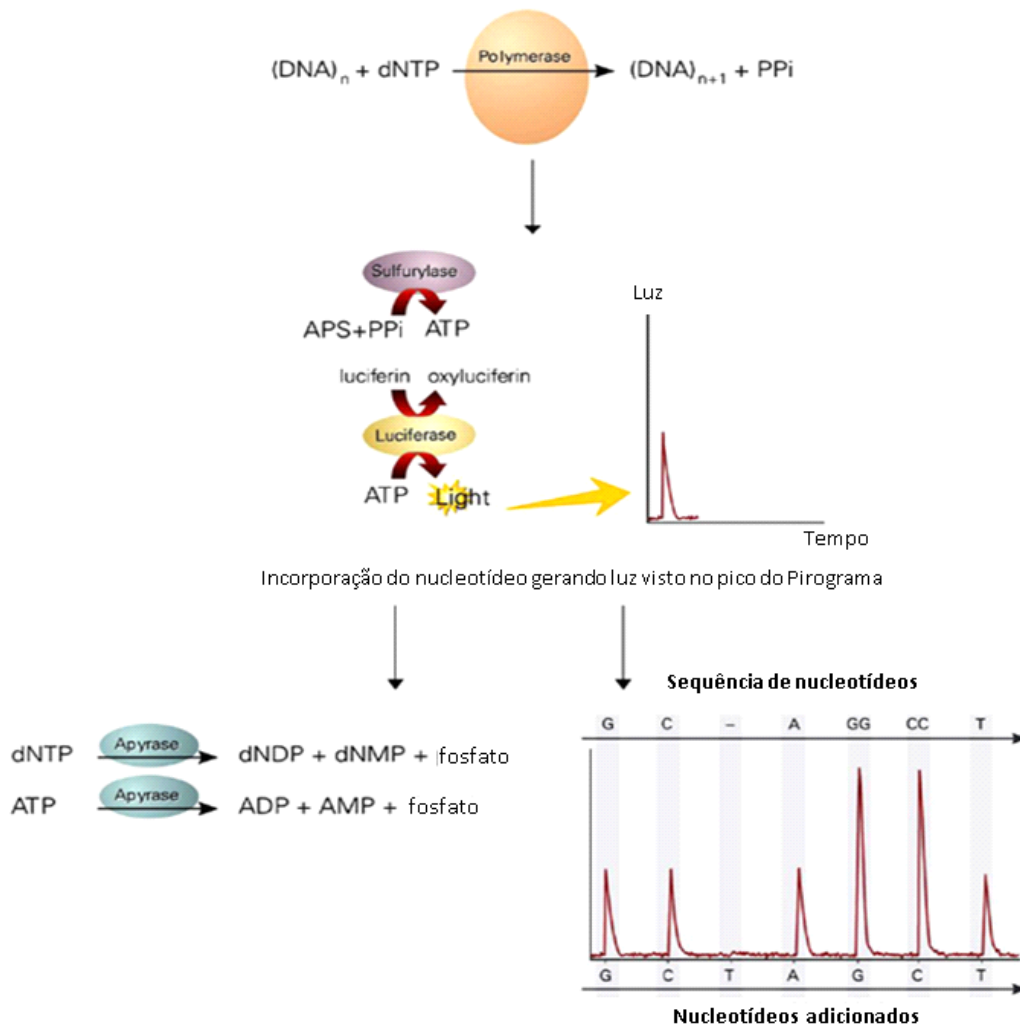 (DNA)n + dNTP Polymerase (DNA)n+1 + PPi
Sulfurylase
APS+PPi ATP
luciferin oxyluciferin
Luciferase
ATP Light
Luz
Tempo
Incorporação do nucleotídeo gerando luz visto no pico do Pirograma
dNTP Apyrase dNDP + dNMP + fosfato
ATP Apyrase ADP + AMP + fosfato
Sequência de nucleotídeos
G C – A GG CC T
G C T A G C T
Nucleotídeos adicionados